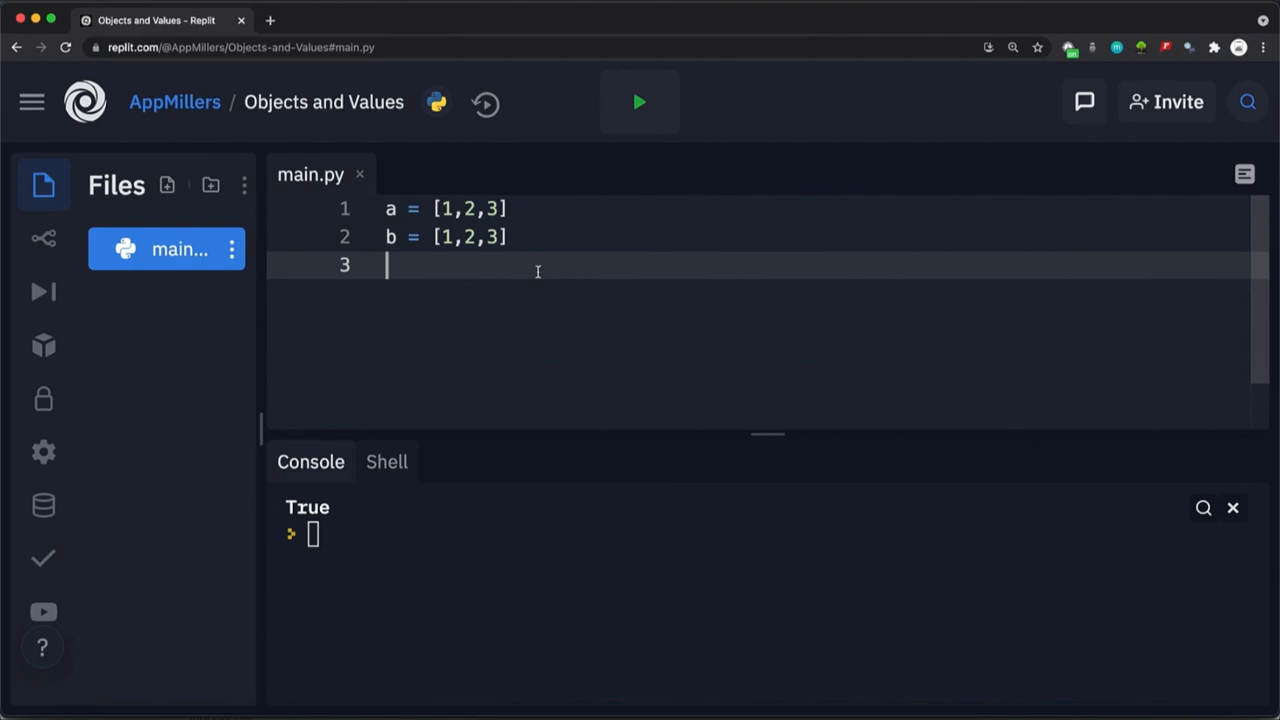 Objects and Values - Replit
replit.com/@AppMillers/Objects-and-Values#main.py
AppMillers / Objects and Values
Invite
Files
main.py
main...
1 a = [1,2,3]
2 b = [1,2,3]
3
Console Shell
True
?